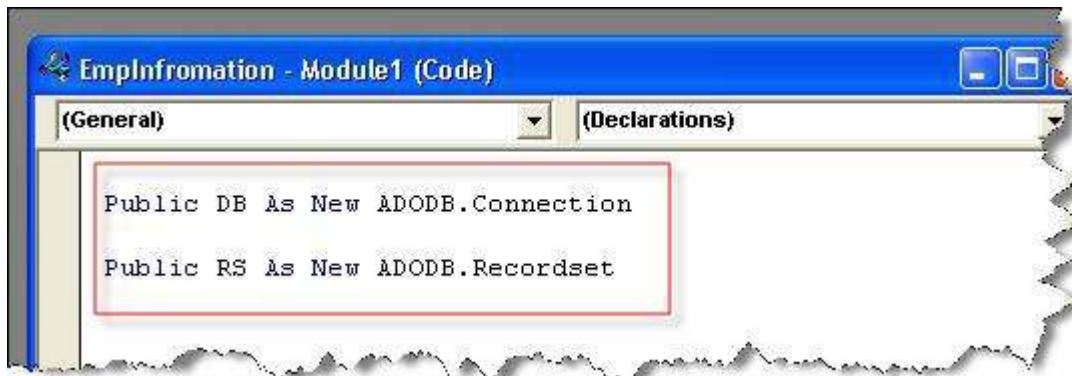 EmpInfromation - Module1 (Code)
(General) (Declarations)
Public DB As New ADODB.Connection
Public RS As New ADODB.Recordset